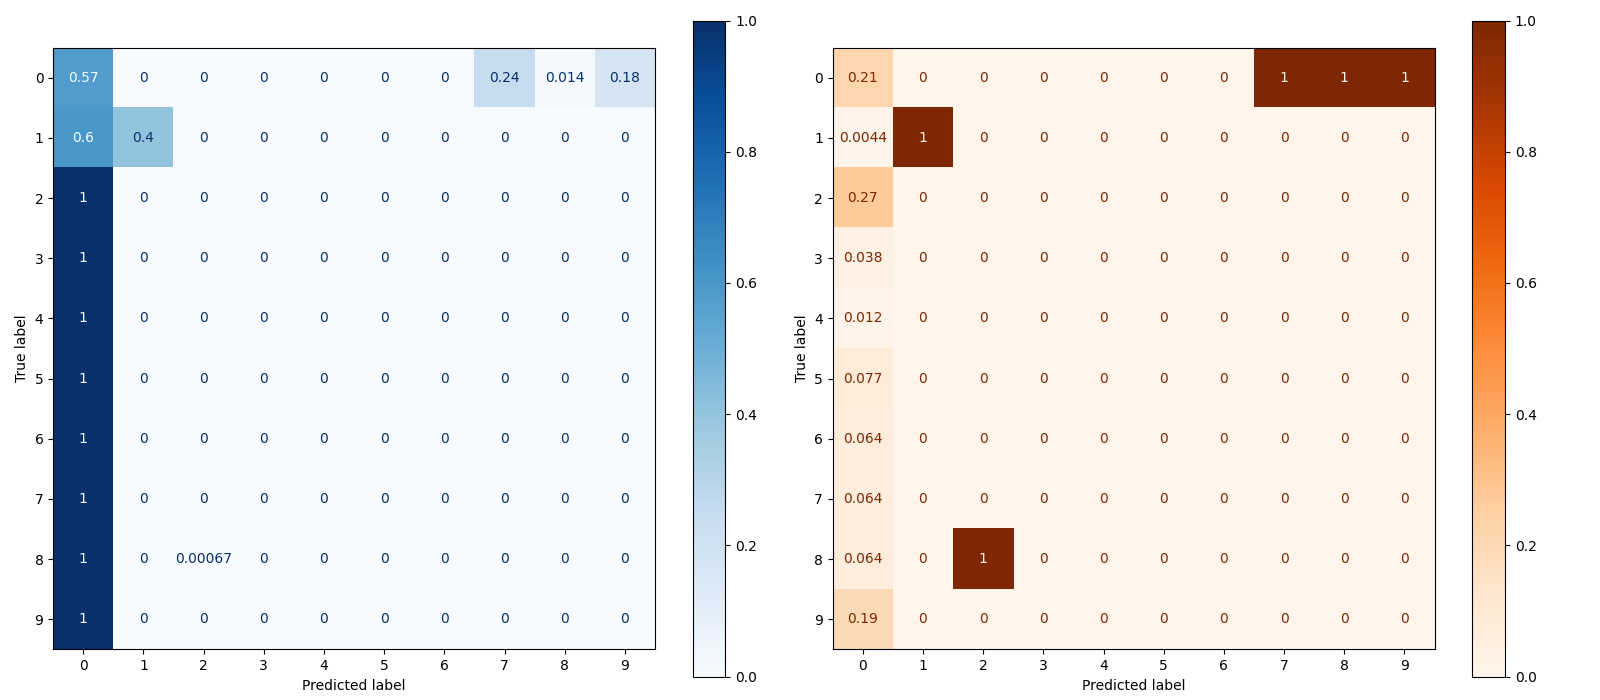 0 0.57 0 0 0 0 0 0 0.24 0.014 0.18
1 0.6 0.4 0 0 0 0 0 0 0 0
2 1 0 0 0 0 0 0 0 0 0
3 1 0 0 0 0 0 0 0 0 0
4 1 0 0 0 0 0 0 0 0 0
5 1 0 0 0 0 0 0 0 0 0
6 1 0 0 0 0 0 0 0 0 0
7 1 0 0 0 0 0 0 0 0 0
8 1 0 0.00067 0 0 0 0 0 0 0
9 1 0 0 0 0 0 0 0 0 0
0 1 2 3 4 5 6 7 8 9
Predicted label
True label
1.0
0.8
0.6
0.4
0.2
0.0
0 0.21 0 0 0 0 0 0 1 1 1
1 0.0044 1 0 0 0 0 0 0 0 0
2 0.27 0 0 0 0 0 0 0 0 0
3 0.038 0 0 0 0 0 0 0 0 0
4 0.012 0 0 0 0 0 0 0 0 0
5 0.077 0 0 0 0 0 0 0 0 0
6 0.064 0 0 0 0 0 0 0 0 0
7 0.064 0 0 0 0 0 0 0 0 0
8 0.064 0 1 0 0 0 0 0 0 0
9 0.19 0 0 0 0 0 0 0 0 0
0 1 2 3 4 5 6 7 8 9
Predicted label
True label
1.0
0.8
0.6
0.4
0.2
0.0